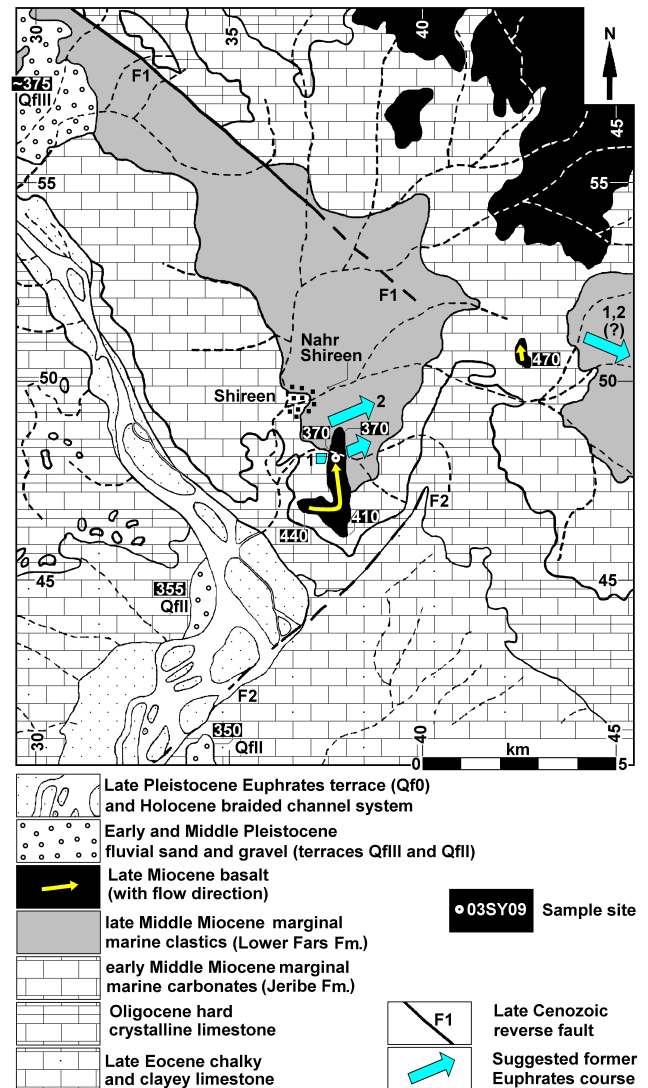 30
35
40
N
F1
~375
QfIII
45
55
55
F1
1,2
(?)
Nahr
Shireen
470
50
50
Shireen
2
370
370
1
F2
410
440
45
45
355
QfII
F2
350
QfII
30
40
45
km
0
5
Late Pleistocene Euphrates terrace (Qf0)
and Holocene braided channel system
Early and Middle Pleistocene
fluvial sand and gravel (terraces QfIII and QfII)
Late Miocene basalt
(with flow direction)
03SY09 Sample site
late Middle Miocene marginal
marine clastics (Lower Fars Fm.)
early Middle Miocene marginal
marine carbonates (Jeribe Fm.)
Oligocene hard
crystalline limestone
F1
Late Cenozoic
reverse fault
Late Eocene chalky
and clayey limestone
Suggested former
Euphrates course